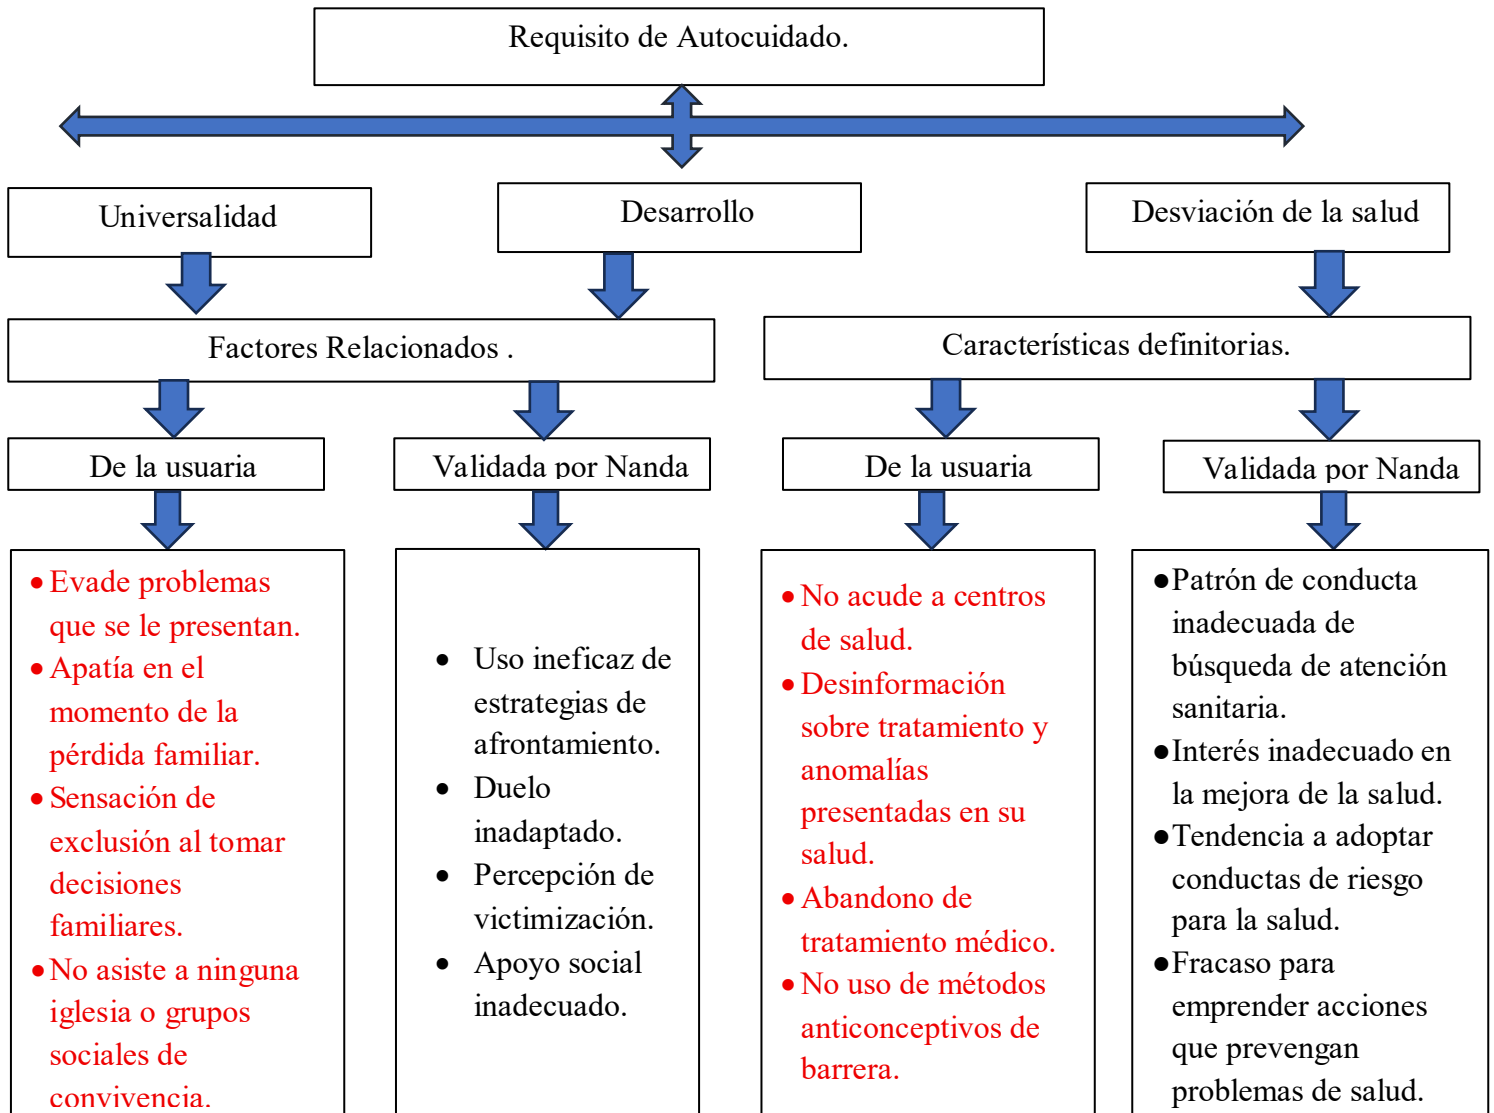 Requisito de Autocuidado.
Universalidad
Desarrollo
Desviación de la salud
Factores Relacionados .
Características definitorias.
De la usuaria
Validada por Nanda
De la usuaria
Validada por Nanda
• Evade problemas
que se le presentan.
• Apatía en el
momento de la
pérdida familiar.
• Sensación de
exclusión al tomar
decisiones
familiares.
• No asiste a ninguna
iglesia o grupos
sociales de
convivencia.
• Uso ineficaz de
estrategias de
afrontamiento.
• Duelo
inadaptado.
• Percepción de
victimización.
• Apoyo social
inadecuado.
• No acude a centros
de salud.
• Desinformación
sobre tratamiento y
anomalías
presentadas en su
salud.
• Abandono de
tratamiento médico.
• No uso de métodos
anticonceptivos de
barrera.
●Patrón de conducta
inadecuada de
búsqueda de atención
sanitaria.
●Interés inadecuado en
la mejora de la salud.
●Tendencia a adoptar
conductas de riesgo
para la salud.
●Fracaso para
emprender acciones
que prevengan
problemas de salud.